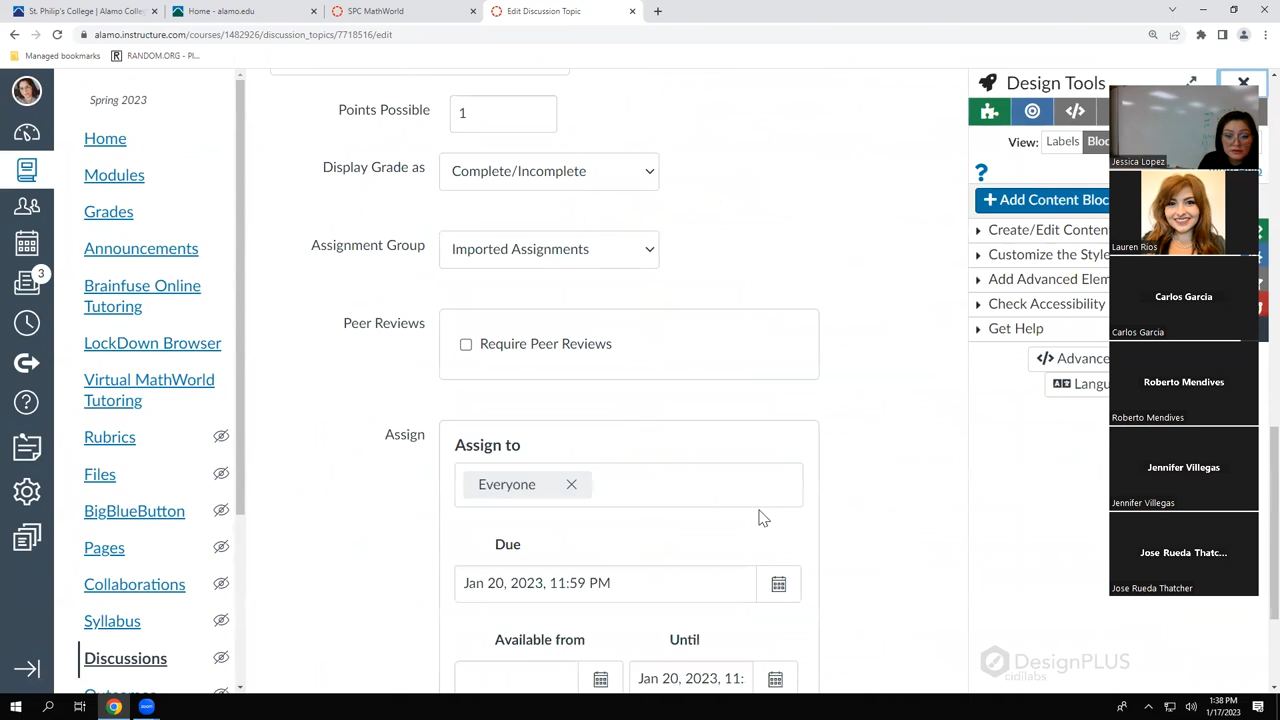 St. Philip's College | Alamo Colleg
Home - alamo.edu
SPC MathWorld
Edit Discussion Topic
alamo.instructure.com/courses/1482926/discussion_topics/7718516/edit
Managed bookmarks
RANDOM.ORG - Pl...
Spring 2023
Home
Modules
Grades
Announcements
Brainfuse Online
Tutoring
LockDown Browser
Virtual MathWorld
Tutoring
Rubrics
Files
BigBlueButton
Pages
Collaborations
Syllabus
Discussions
Outcomes
3
Points Possible
1
Display Grade as
Complete/Incomplete
Assignment Group
Imported Assignments
Peer Reviews
Require Peer Reviews
Assign
Assign to
Everyone
Due
Jan 20, 2023, 11:59 PM
Available from
Until
Jan 20, 2023, 11:
Design Tools
View:
Labels
Bloc
?
+ Add Content Bloc
Create/Edit Conten
Customize the Style
Add Advanced Elem
Check Accessibility
Get Help
</> Advance
Langu
DesignPLUS
cidilabs
Jessica Lopez
Lauren Rios
Carlos Garcia
Carlos Garcia
Roberto Mendives
Roberto Mendives
Jennifer Villegas
Jennifer Villegas
Jose Rueda Thatc...
Jose Rueda Thatcher
1:38 PM
1/17/2023